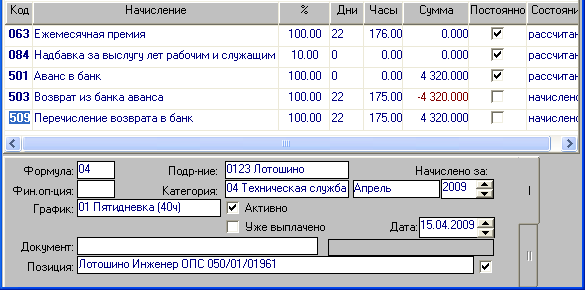 Код Начисление % Дни Часы Сумма Постоянно Состояни
063 Ежемесячная премия 100.00 22 176.00 0.000 рассчитан
084 Надбавка за выслугу лет рабочим и служащим 10.00 0 0.00 0.000 рассчитан
501 Аванс в банк 100.00 0 0.00 4 320.000 рассчитан
503 Возврат из банка аванса 100.00 22 175.00 -4 320.000 начислено
509 Перечисление возврата в банк 100.00 22 175.00 4 320.000 начислено
Формула: 04 Подр-ние: 0123 Лотошино Начислено за:
Фин.оп-ция: Категория: 04 Техническая служба Апрель 2009
График: 01 Пятидневка (40ч) Активно
Уже выплачено Дата: 15.04.2009
Документ:
Позиция: Лотошино Инженер ОПС 050/01/01961